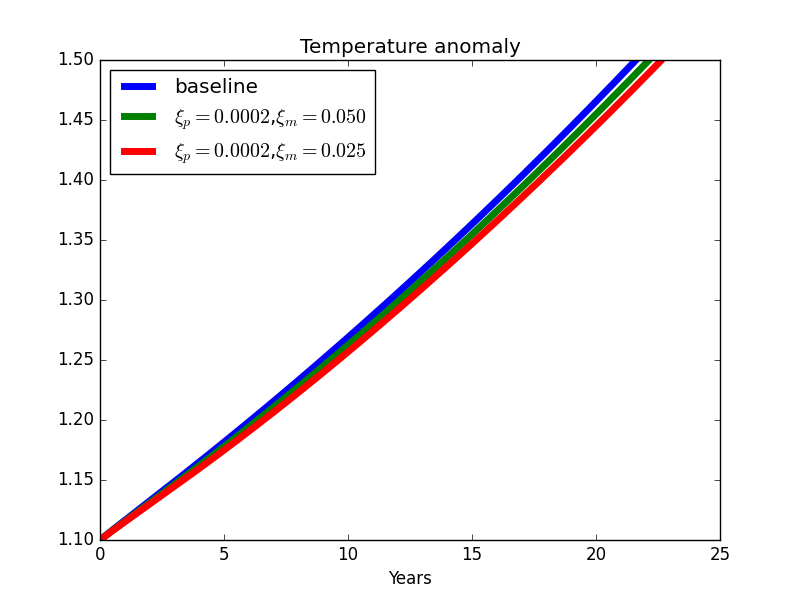 Temperature anomaly
1.50
1.45
1.40
1.35
1.30
1.25
1.20
1.15
1.10
baseline
ξp = 0.0002,ξm = 0.050
ξp = 0.0002,ξm = 0.025
0 5 10 15 20 25
Years